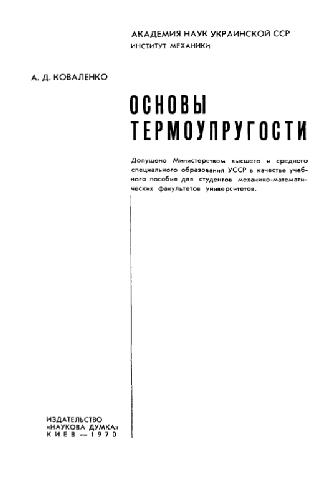 АКАДЕМИЯ НАУК УКРАИНСКОЙ ССР
ИНСТИТУТ МЕХАНИКИ
А. Д. КОВАЛЕНКО
ОСНОВЫ
ТЕРМОУПРУГОСТИ
Допущено Министерством высшего и среднего
специального образования УССР в качестве учеб-
ного пособия для студентов механико-математи-
ческих факультетов университетов.
ИЗДАТЕЛЬСТВО
«НАУКОВА ДУМКА»
КИЕВ—1970